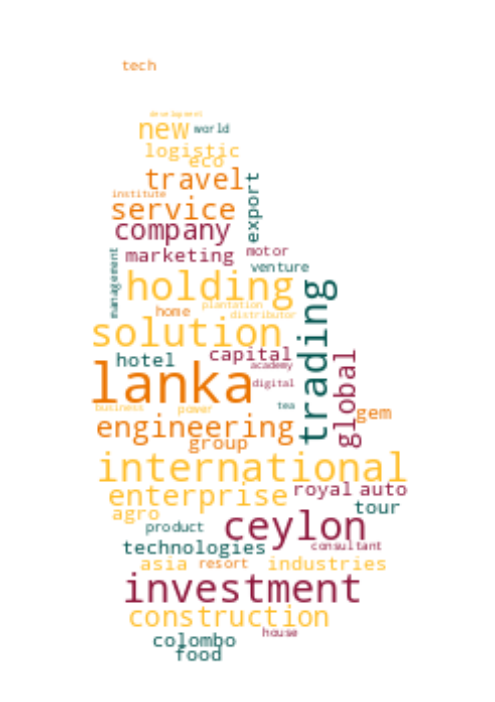 tech
development
new world
logistic
eco
travel
export
institute
service
company
marketing motor
management
venture
holding
plantation
home
distributor
trading
solution
hotel capital
global
academy
lanka
digital
business power tea
gem
engineering
group
international
enterprise royal auto
agro tour
product ceylon
technologies consultant
asia resort industries
investment
construction
house
colombo
food